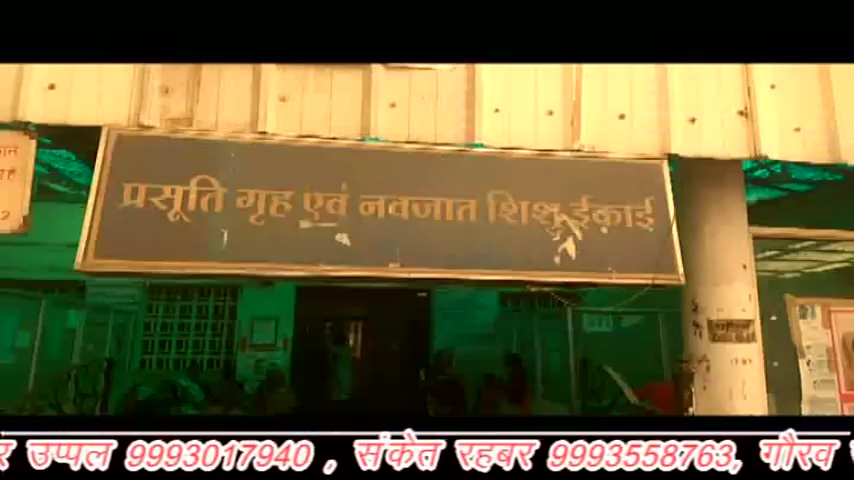 प्रसूति गृह एवं नवजात शिशु ईकाई
उप्पल 9993017940 , संकेत रहबर 9993558763, गौरव